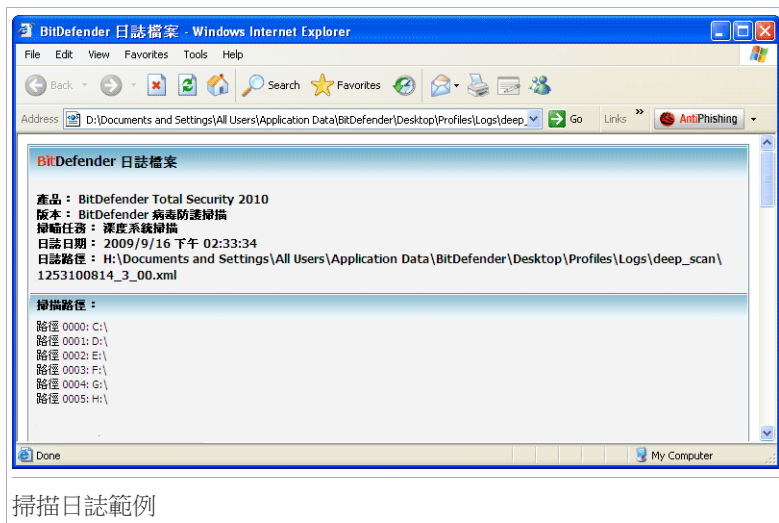 BitDefender 日誌檔案 - Windows Internet Explorer
File Edit View Favorites Tools Help
Back Search Favorites
Address D:\Documents and Settings\All Users\Application Data\BitDefender\Desktop\Profiles\Logs\deep_ Go Links » AntiPhishing
BitDefender 日誌檔案
產品： BitDefender Total Security 2010
版本： BitDefender 病毒防護掃描
掃瞄任務： 深度系統掃描
日誌日期： 2009/9/16 下午 02:33:34
日誌路徑： H:\Documents and Settings\All Users\Application Data\BitDefender\Desktop\Profiles\Logs\deep_scan\
1253100814_3_00.xml
掃描路徑：
路徑 0000: C:\
路徑 0001: D:\
路徑 0002: E:\
路徑 0003: F:\
路徑 0004: G:\
路徑 0005: H:\
Done My Computer
掃描日誌範例